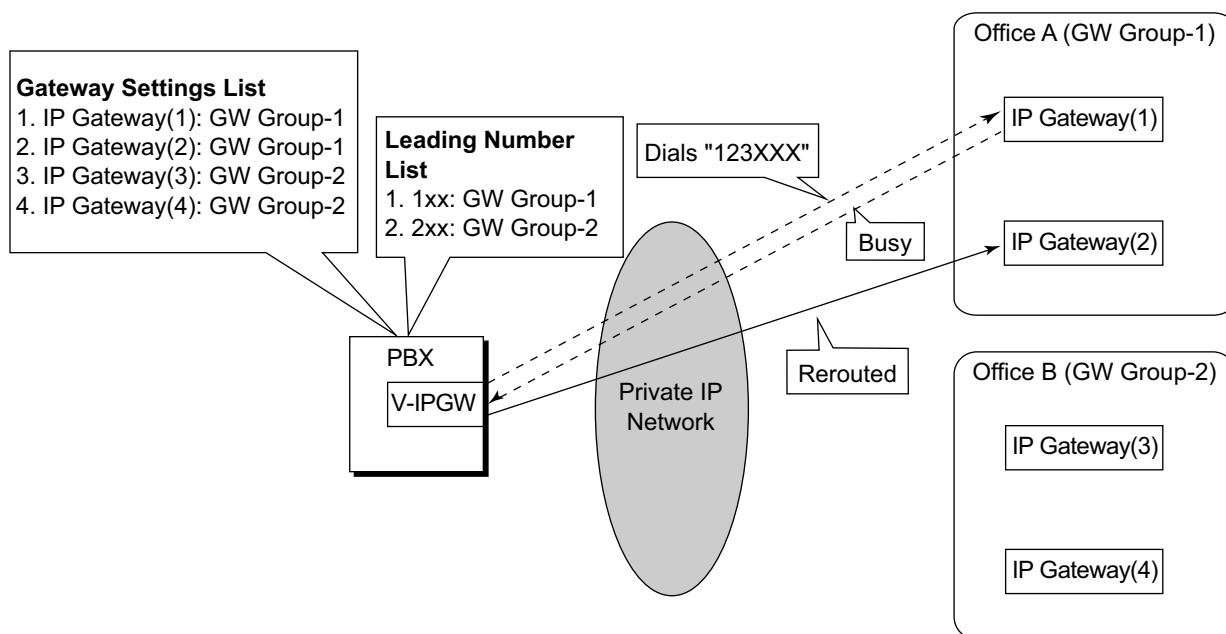 Gateway Settings List
1. IP Gateway(1): GW Group-1
2. IP Gateway(2): GW Group-1
3. IP Gateway(3): GW Group-2
4. IP Gateway(4): GW Group-2
Leading Number
List
1. 1xx: GW Group-1
2. 2xx: GW Group-2
Dials "123XXX"
Busy
Rerouted
PBX
V-IPGW
Private IP
Network
Office A (GW Group-1)
IP Gateway(1)
IP Gateway(2)
Office B (GW Group-2)
IP Gateway(3)
IP Gateway(4)